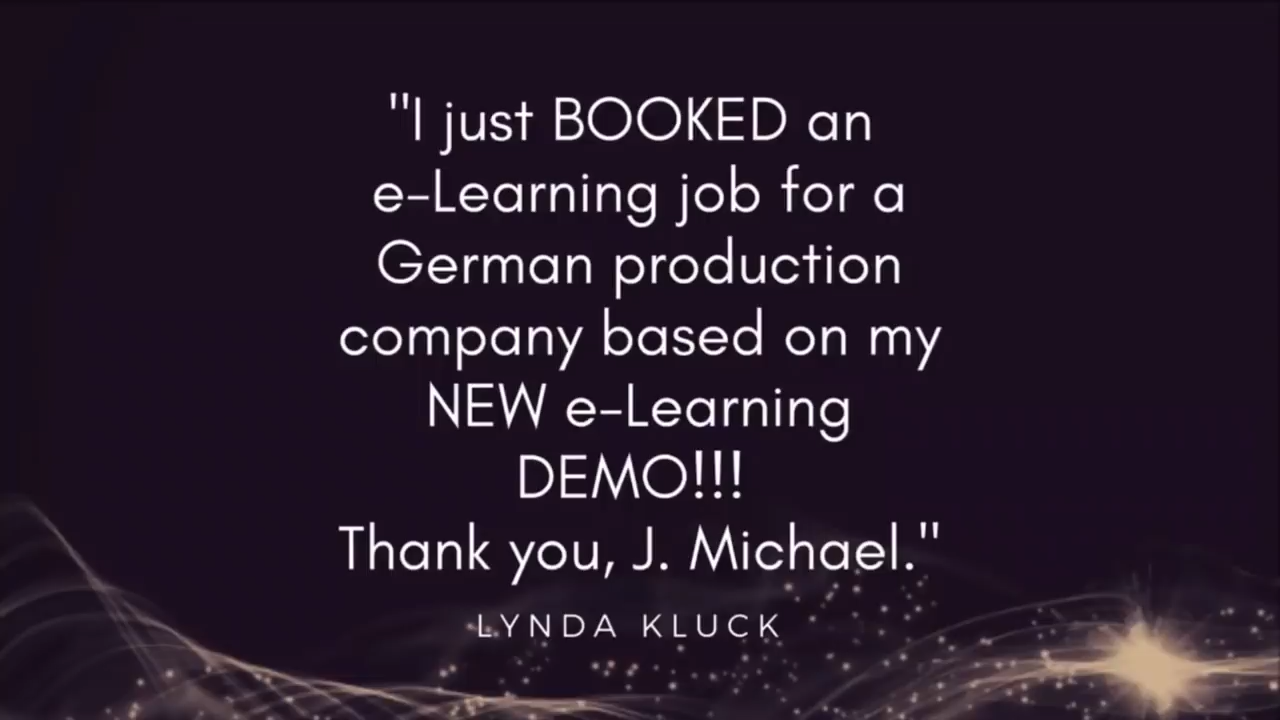 "I just BOOKED an
e-Learning job for a
German production
company based on my
NEW e-Learning
DEMO!!!
Thank you, J. Michael."
LYNDA KLUCK